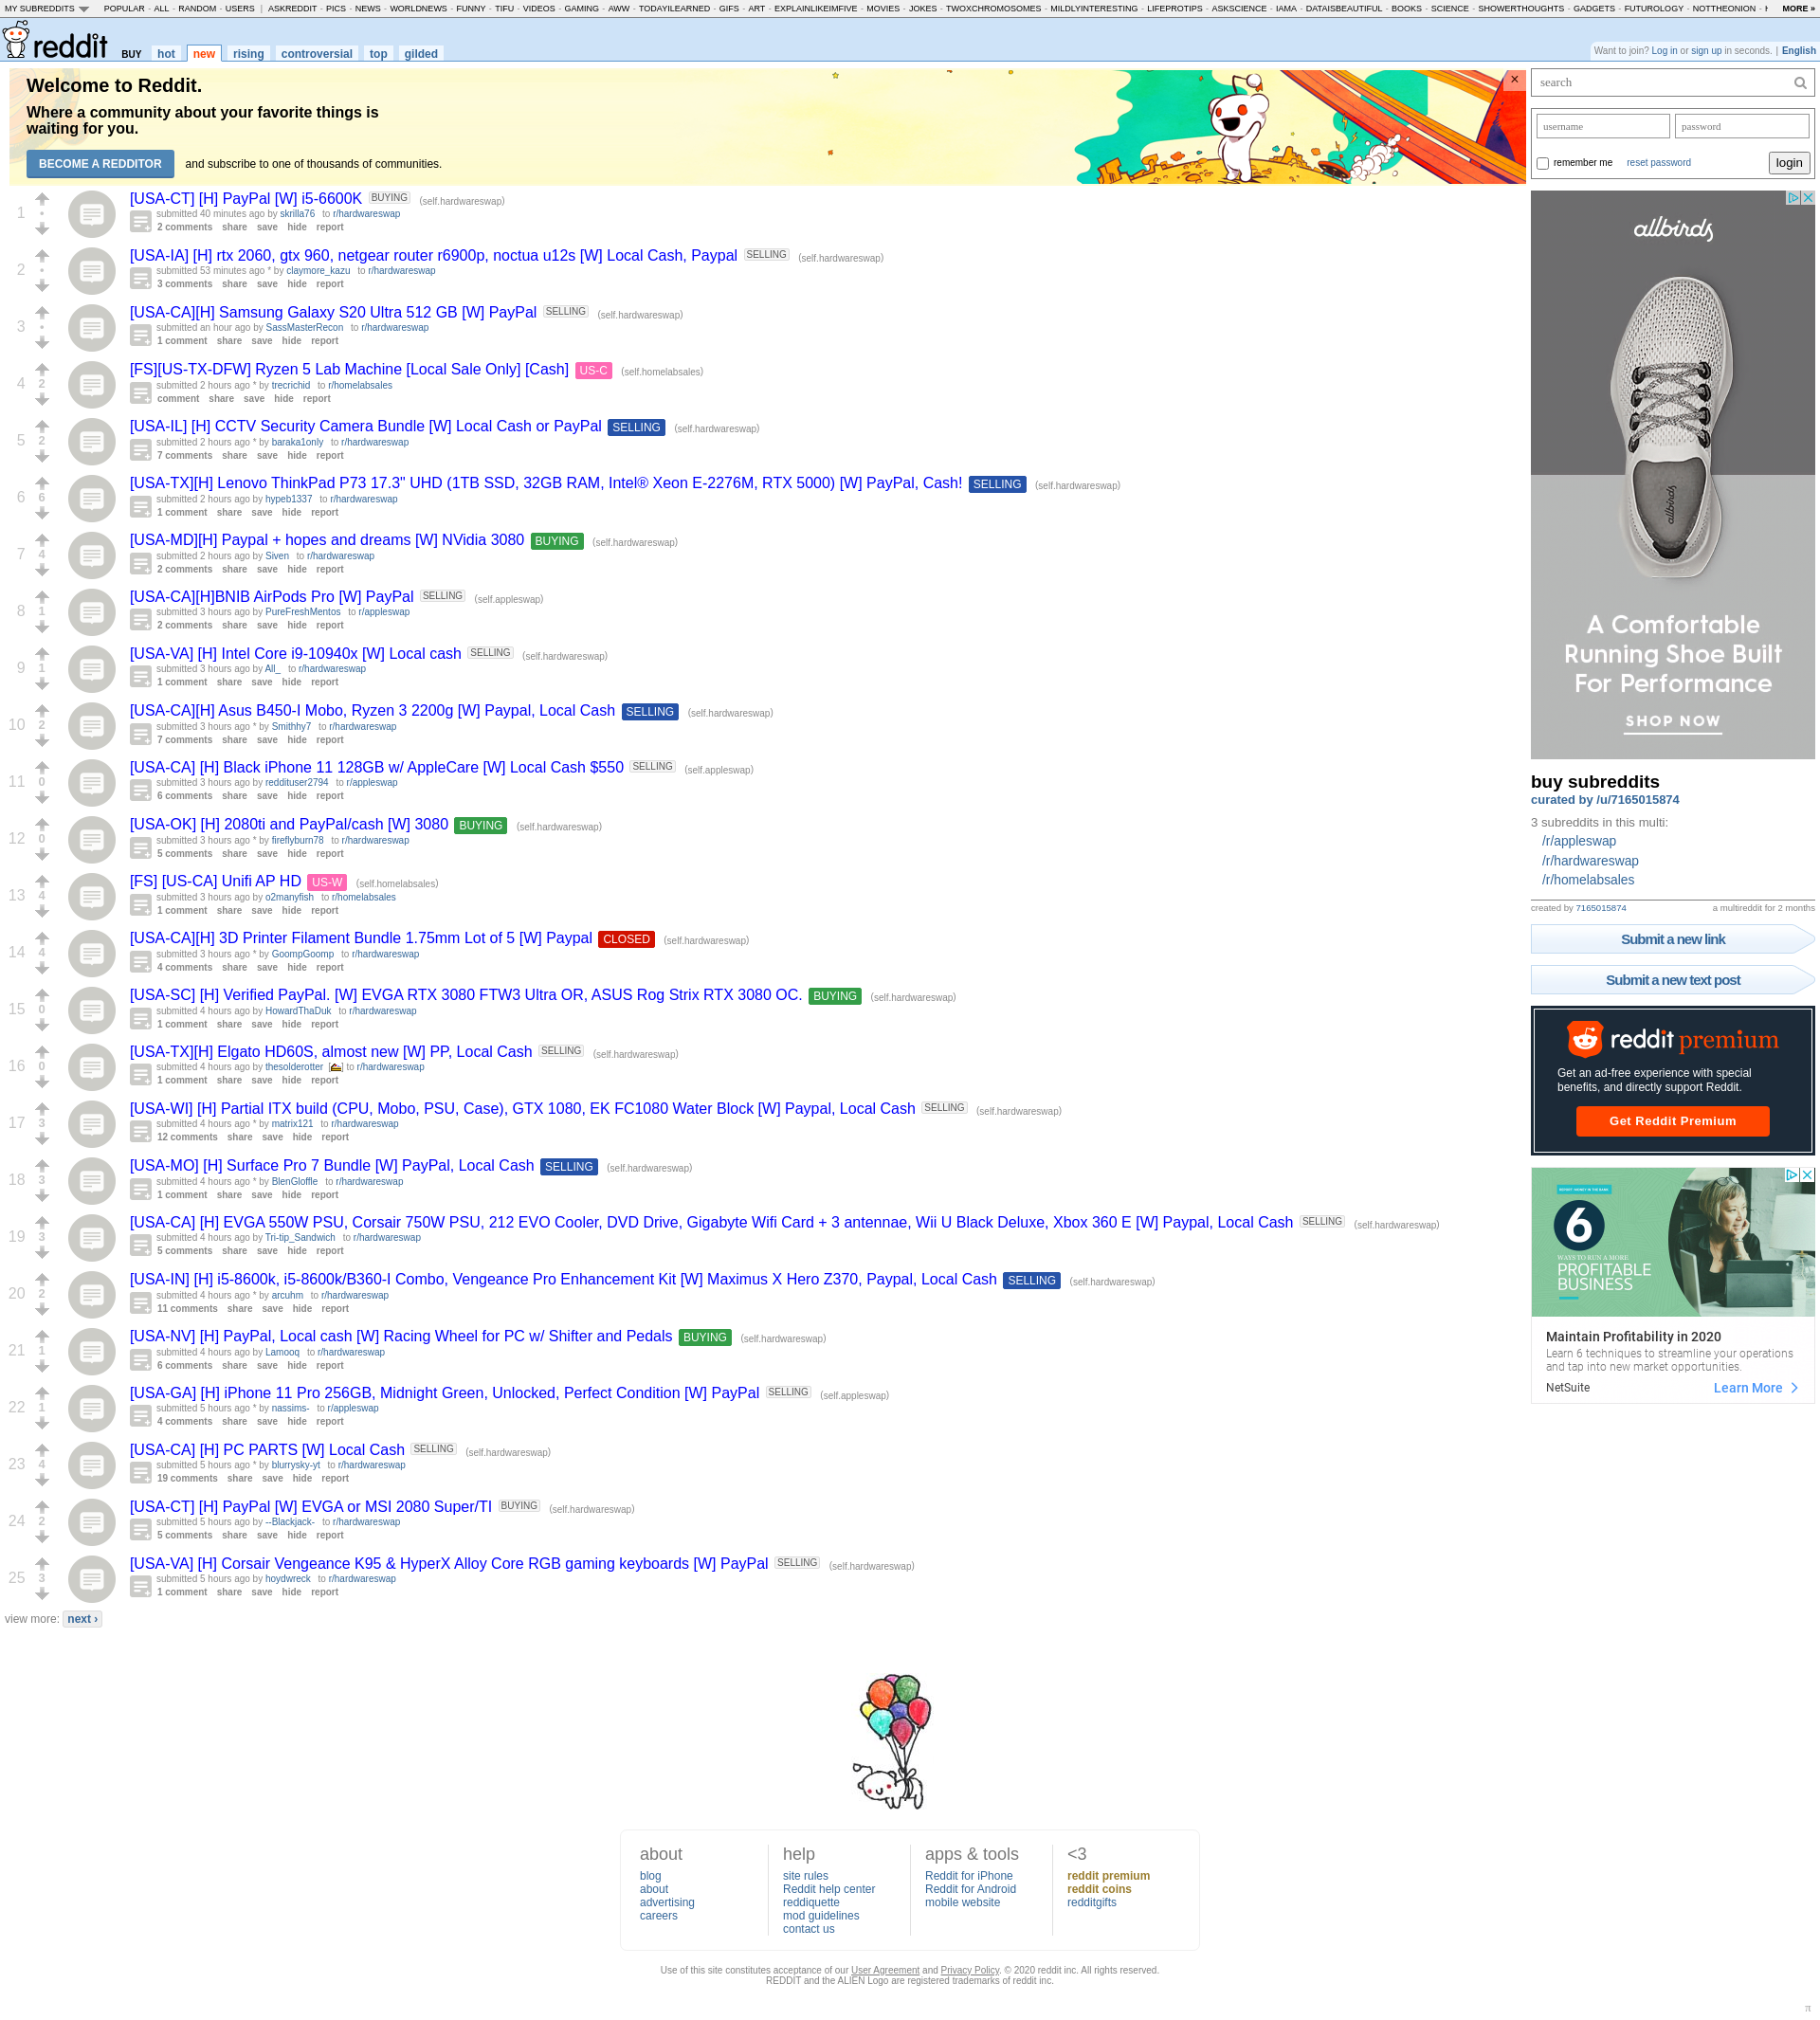 MY SUBREDDITS POPULAR - ALL - RANDOM - USERS | ASKREDDIT - PICS - NEWS - WORLDNEWS - FUNNY - TIFU - VIDEOS - GAMING - AWW - TODAYILEARNED - GIFS - ART - EXPLAINLIKEIMFIVE - MOVIES - JOKES - TWOXCHROMOSOMES - MILDLYINTERESTING - LIFEPROTIPS - ASKSCIENCE - IAMA - DATAISBEAUTIFUL - BOOKS - SCIENCE - SHOWERTHOUGHTS - GADGETS - FUTUROLOGY - NOTTHEONION - MORE »
reddit BUY hot new rising controversial top gilded
Want to join? Log in or sign up in seconds. | English
Welcome to Reddit.
Where a community about your favorite things is
waiting for you.
BECOME A REDDITOR and subscribe to one of thousands of communities.
×
1
[USA-CT] [H] PayPal [W] i5-6600K BUYING (self.hardwareswap)
submitted 40 minutes ago by skrilla76 to r/hardwareswap
2 comments share save hide report
2
[USA-IA] [H] rtx 2060, gtx 960, netgear router r6900p, noctua u12s [W] Local Cash, Paypal SELLING (self.hardwareswap)
submitted 53 minutes ago * by claymore_kazu to r/hardwareswap
3 comments share save hide report
3
[USA-CA][H] Samsung Galaxy S20 Ultra 512 GB [W] PayPal SELLING (self.hardwareswap)
submitted an hour ago by SassMasterRecon to r/hardwareswap
1 comment share save hide report
4 2
[FS][US-TX-DFW] Ryzen 5 Lab Machine [Local Sale Only] [Cash] US-C (self.homelabsales)
submitted 2 hours ago * by trecrichid to r/homelabsales
comment share save hide report
5 2
[USA-IL] [H] CCTV Security Camera Bundle [W] Local Cash or PayPal SELLING (self.hardwareswap)
submitted 2 hours ago * by baraka1only to r/hardwareswap
7 comments share save hide report
6 6
[USA-TX][H] Lenovo ThinkPad P73 17.3" UHD (1TB SSD, 32GB RAM, Intel® Xeon E-2276M, RTX 5000) [W] PayPal, Cash! SELLING (self.hardwareswap)
submitted 2 hours ago by hypeb1337 to r/hardwareswap
1 comment share save hide report
7 4
[USA-MD][H] Paypal + hopes and dreams [W] NVidia 3080 BUYING (self.hardwareswap)
submitted 2 hours ago by Siven to r/hardwareswap
2 comments share save hide report
8 1
[USA-CA][H]BNIB AirPods Pro [W] PayPal SELLING (self.appleswap)
submitted 3 hours ago by PureFreshMentos to r/appleswap
2 comments share save hide report
9 1
[USA-VA] [H] Intel Core i9-10940x [W] Local cash SELLING (self.hardwareswap)
submitted 3 hours ago by All_ to r/hardwareswap
1 comment share save hide report
10 2
[USA-CA][H] Asus B450-I Mobo, Ryzen 3 2200g [W] Paypal, Local Cash SELLING (self.hardwareswap)
submitted 3 hours ago * by Smithhy7 to r/hardwareswap
7 comments share save hide report
11 0
[USA-CA] [H] Black iPhone 11 128GB w/ AppleCare [W] Local Cash $550 SELLING (self.appleswap)
submitted 3 hours ago by reddituser2794 to r/appleswap
6 comments share save hide report
12 0
[USA-OK] [H] 2080ti and PayPal/cash [W] 3080 BUYING (self.hardwareswap)
submitted 3 hours ago * by fireflyburn78 to r/hardwareswap
5 comments share save hide report
13 4
[FS] [US-CA] Unifi AP HD US-W (self.homelabsales)
submitted 3 hours ago by o2manyfish to r/homelabsales
1 comment share save hide report
14 4
[USA-CA][H] 3D Printer Filament Bundle 1.75mm Lot of 5 [W] Paypal CLOSED (self.hardwareswap)
submitted 3 hours ago * by GoompGoomp to r/hardwareswap
4 comments share save hide report
15 0
[USA-SC] [H] Verified PayPal. [W] EVGA RTX 3080 FTW3 Ultra OR, ASUS Rog Strix RTX 3080 OC. BUYING (self.hardwareswap)
submitted 4 hours ago by HowardThaDuk to r/hardwareswap
1 comment share save hide report
16 0
[USA-TX][H] Elgato HD60S, almost new [W] PP, Local Cash SELLING (self.hardwareswap)
submitted 4 hours ago by thesolderotter to r/hardwareswap
1 comment share save hide report
17 3
[USA-WI] [H] Partial ITX build (CPU, Mobo, PSU, Case), GTX 1080, EK FC1080 Water Block [W] Paypal, Local Cash SELLING (self.hardwareswap)
submitted 4 hours ago * by matrix121 to r/hardwareswap
12 comments share save hide report
18 3
[USA-MO] [H] Surface Pro 7 Bundle [W] PayPal, Local Cash SELLING (self.hardwareswap)
submitted 4 hours ago * by BlenGloffle to r/hardwareswap
1 comment share save hide report
19 3
[USA-CA] [H] EVGA 550W PSU, Corsair 750W PSU, 212 EVO Cooler, DVD Drive, Gigabyte Wifi Card + 3 antennae, Wii U Black Deluxe, Xbox 360 E [W] Paypal, Local Cash SELLING (self.hardwareswap)
submitted 4 hours ago by Tri-tip_Sandwich to r/hardwareswap
5 comments share save hide report
20 2
[USA-IN] [H] i5-8600k, i5-8600k/B360-I Combo, Vengeance Pro Enhancement Kit [W] Maximus X Hero Z370, Paypal, Local Cash SELLING (self.hardwareswap)
submitted 4 hours ago * by arcuhm to r/hardwareswap
11 comments share save hide report
21 1
[USA-NV] [H] PayPal, Local cash [W] Racing Wheel for PC w/ Shifter and Pedals BUYING (self.hardwareswap)
submitted 4 hours ago by Lamooq to r/hardwareswap
6 comments share save hide report
22 1
[USA-GA] [H] iPhone 11 Pro 256GB, Midnight Green, Unlocked, Perfect Condition [W] PayPal SELLING (self.appleswap)
submitted 5 hours ago * by nassims- to r/appleswap
4 comments share save hide report
23 4
[USA-CA] [H] PC PARTS [W] Local Cash SELLING (self.hardwareswap)
submitted 5 hours ago * by blurrysky-yt to r/hardwareswap
19 comments share save hide report
24 2
[USA-CT] [H] PayPal [W] EVGA or MSI 2080 Super/TI BUYING (self.hardwareswap)
submitted 5 hours ago by --Blackjack- to r/hardwareswap
5 comments share save hide report
25 3
[USA-VA] [H] Corsair Vengeance K95 & HyperX Alloy Core RGB gaming keyboards [W] PayPal SELLING (self.hardwareswap)
submitted 5 hours ago by hoydwreck to r/hardwareswap
1 comment share save hide report
view more: next ›
search
username password
remember me reset password login
allbirds
allbirds
A Comfortable
Running Shoe Built
For Performance
SHOP NOW
buy subreddits
curated by /u/7165015874
3 subreddits in this multi:
/r/appleswap
/r/hardwareswap
/r/homelabsales
created by 7165015874 a multireddit for 2 months
Submit a new link
Submit a new text post
reddit premium
Get an ad-free experience with special
benefits, and directly support Reddit.
Get Reddit Premium
6
WAYS TO RUN A MORE
PROFITABLE
BUSINESS
Maintain Profitability in 2020
Learn 6 techniques to streamline your operations
and tap into new market opportunities.
NetSuite Learn More
about
blog
about
advertising
careers
help
site rules
Reddit help center
reddiquette
mod guidelines
contact us
apps & tools
Reddit for iPhone
Reddit for Android
mobile website
<3
reddit premium
reddit coins
redditgifts
Use of this site constitutes acceptance of our User Agreement and Privacy Policy. © 2020 reddit inc. All rights reserved.
REDDIT and the ALIEN Logo are registered trademarks of reddit inc.
π